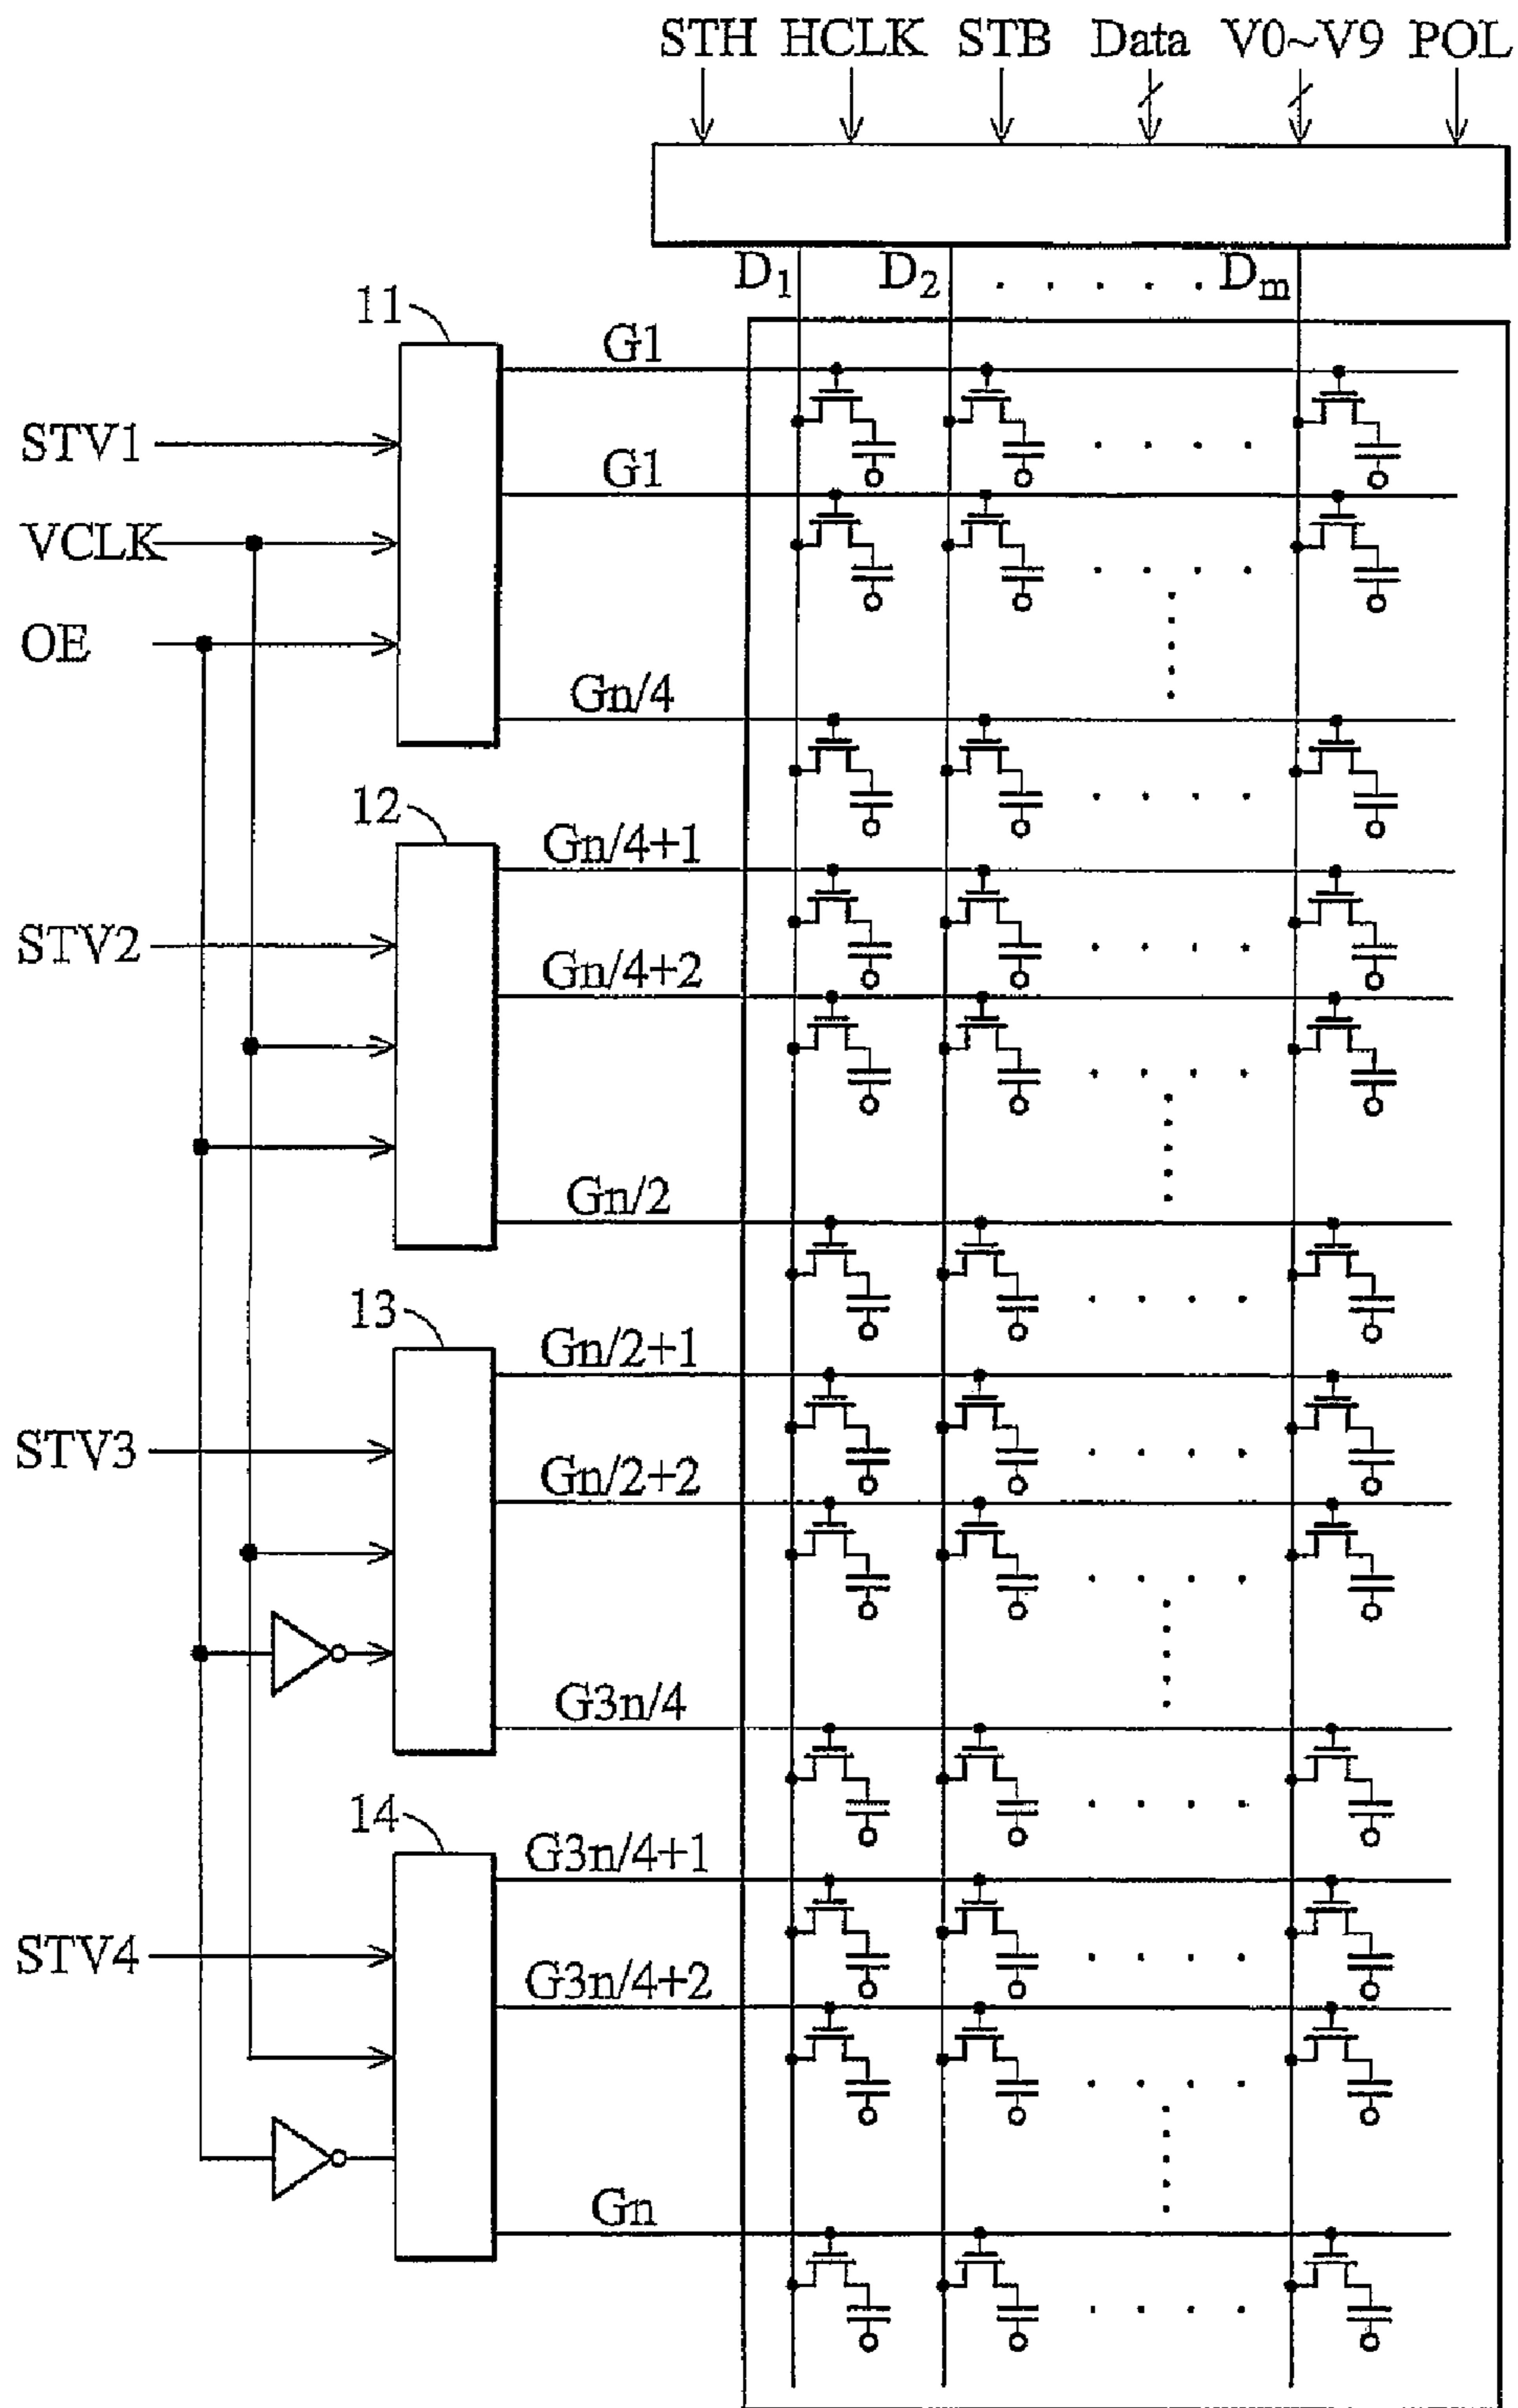 STH HCLK STB Data V0~V9 POL
D1 D2 Dm
11
G1
STV1
G1
VCLK
OE
Gn/4
12
Gn/4+1
STV2
Gn/4+2
Gn/2
13
Gn/2+1
STV3
Gn/2+2
G3n/4
14
G3n/4+1
STV4
G3n/4+2
Gn